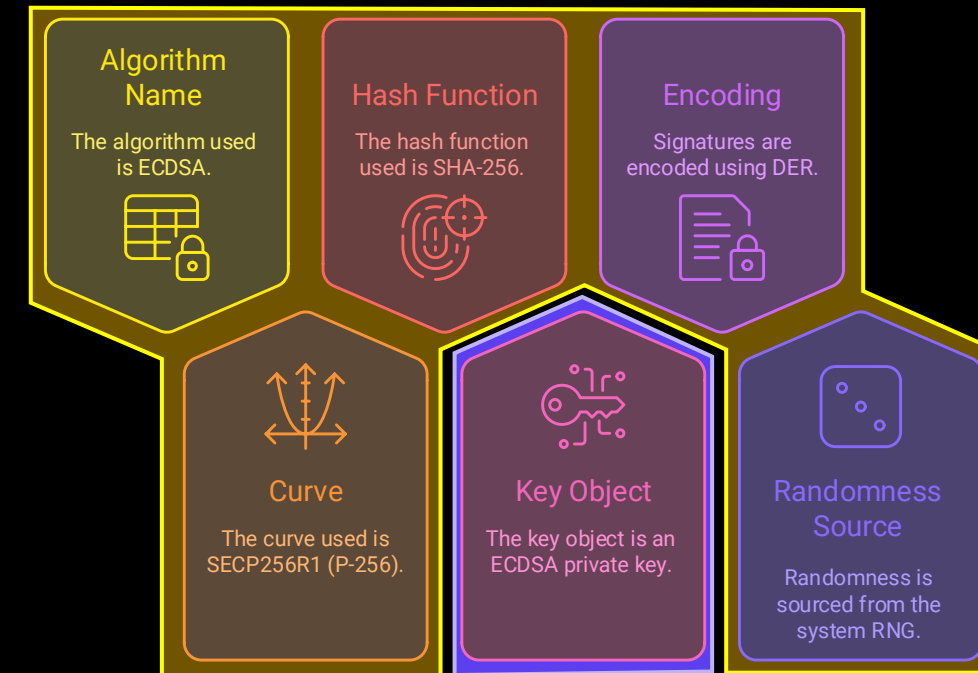 Algorithm
Name
The algorithm used
is ECDSA.
Hash Function
The hash function
used is SHA-256.
Encoding
Signatures are
encoded using DER.
Curve
The curve used is
SECP256R1 (P-256).
Key Object
The key object is an
ECDSA private key.
Randomness
Source
Randomness is
sourced from the
system RNG.